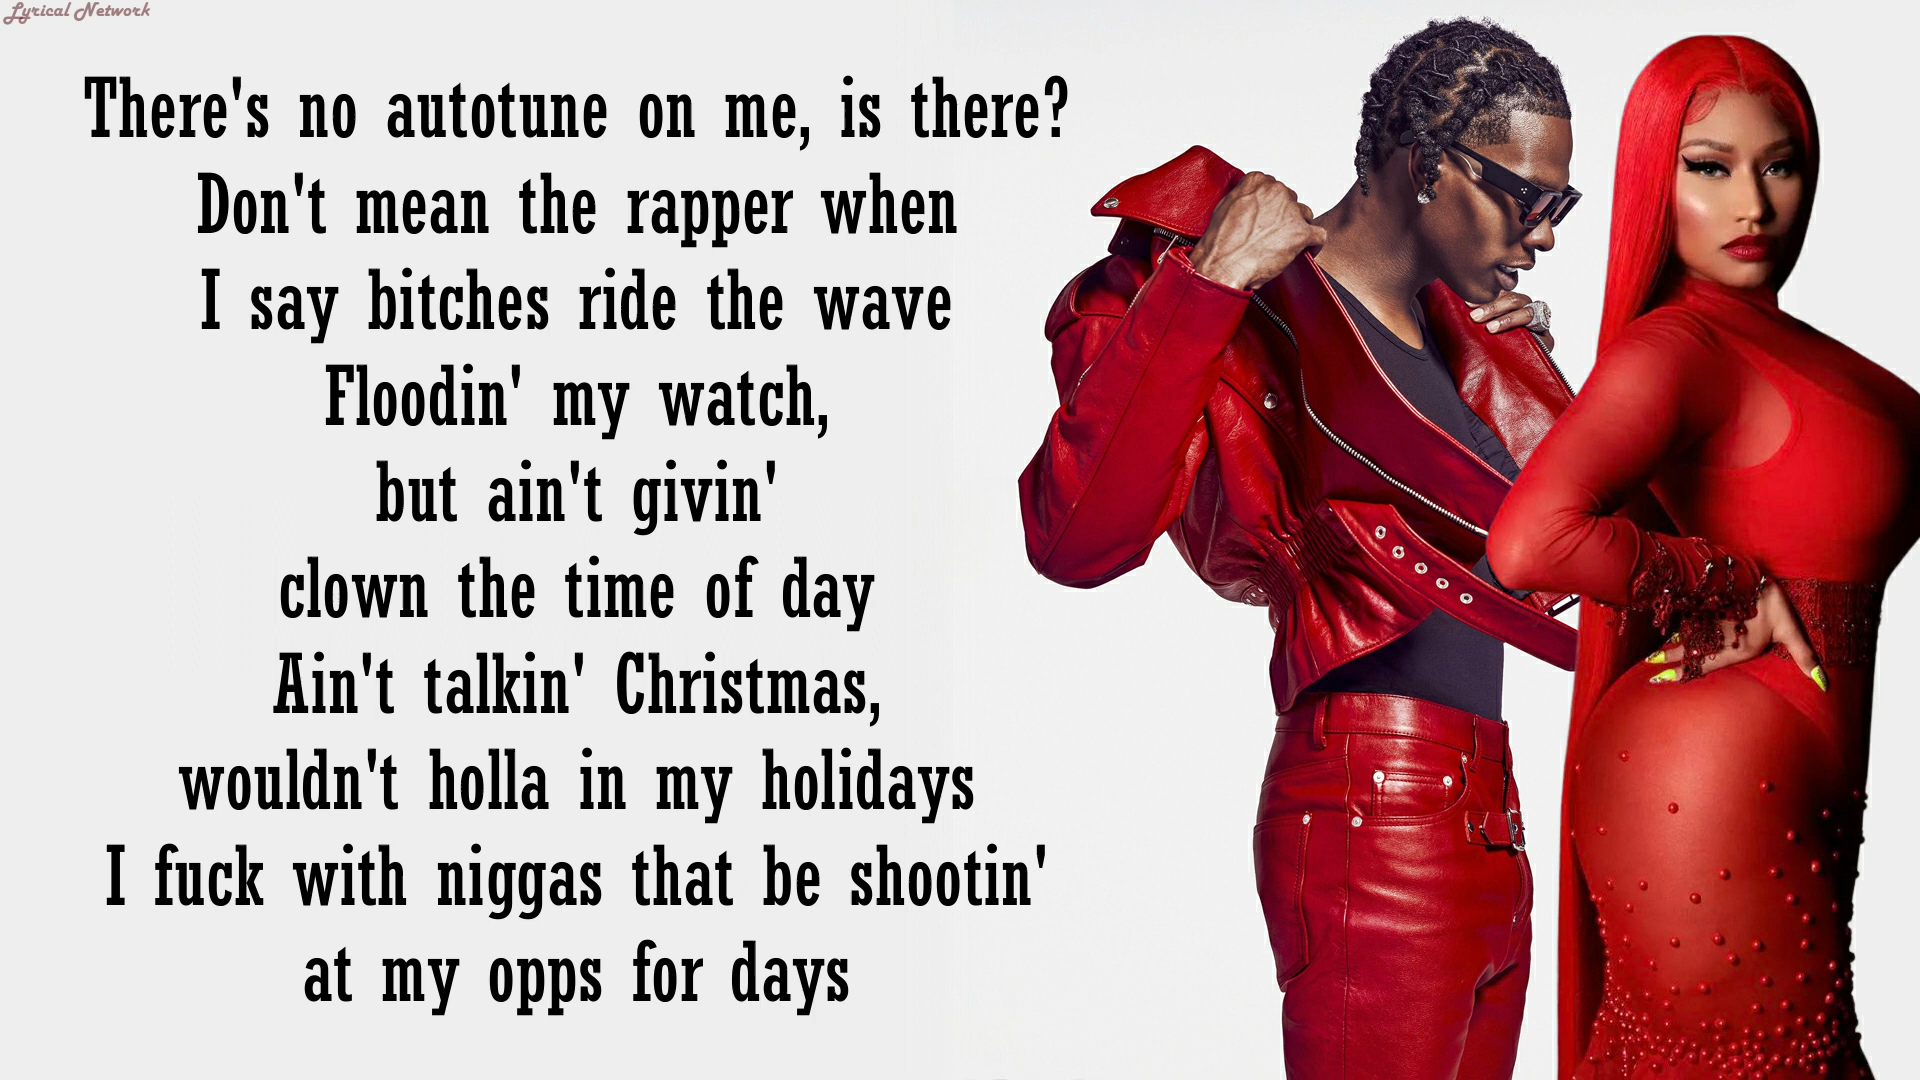 Lyrical Network
There's no autotune on me, is there?
Don't mean the rapper when
I say bitches ride the wave
Floodin' my watch,
but ain't givin'
clown the time of day
Ain't talkin' Christmas,
wouldn't holla in my holidays
I fuck with niggas that be shootin'
at my opps for days